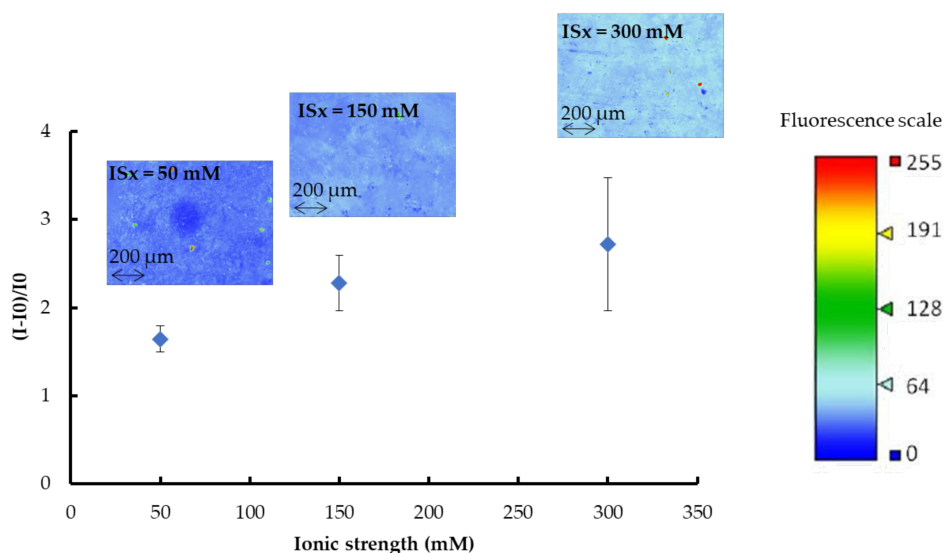 ISx = 300 mM
200 µm
ISx = 150 mM
200 µm
ISx = 50 mM
200 µm
Fluorescence scale
255
191
128
64
0
(I-I0)/I0
4
3
2
1
0
0 50 100 150 200 250 300 350
Ionic strength (mM)